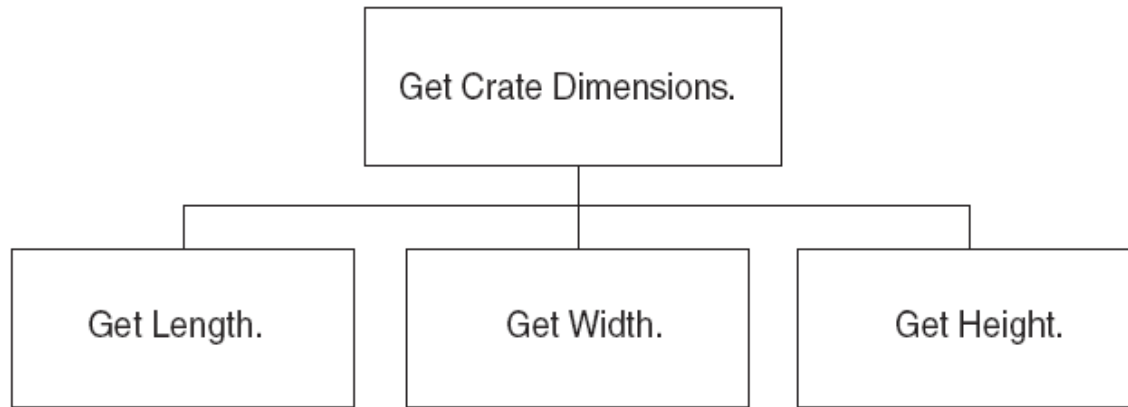 Get Crate Dimensions.
Get Length.
Get Width.
Get Height.